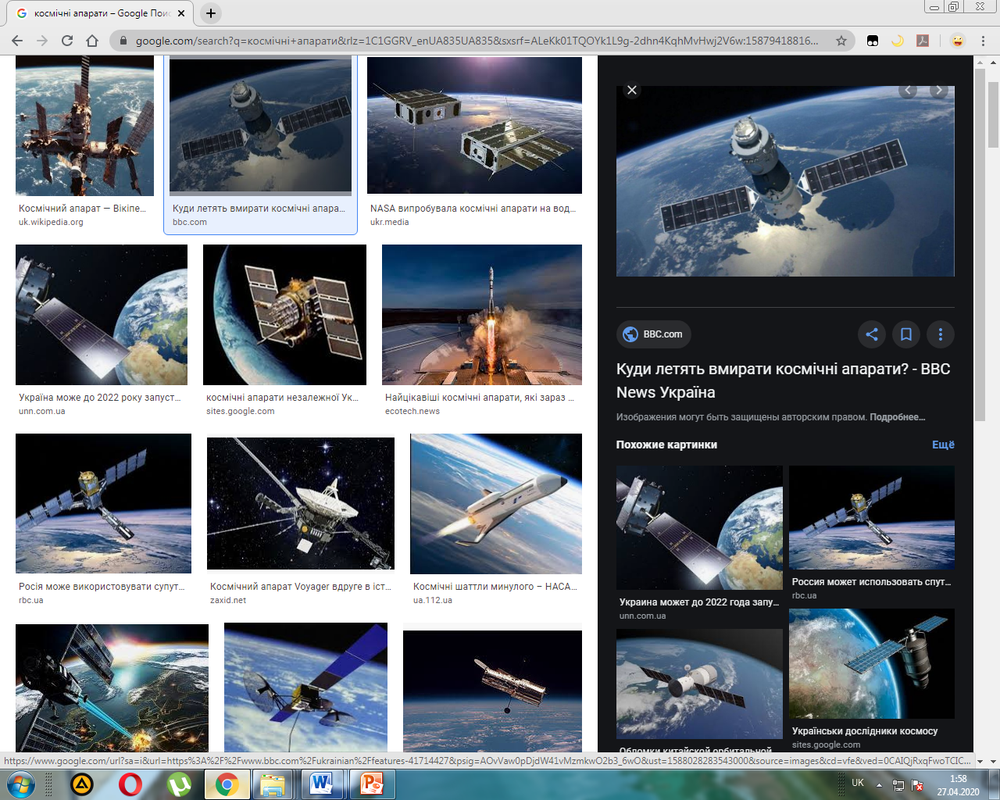 космічні апарати – Google Поис
google.com/search?q=космічні+апарати&rlz=1C1GGRV_enUA835UA835&sxsrf=ALeKk01TQOYk1L9g-2dhn4KqhMvHwj2V6w:15879418816...
Космічний апарат — Вікіпе...
uk.wikipedia.org
Куди летять вмирати космічні апара...
bbc.com
NASA випробувала космічні апарати на вод...
ukr.media
Україна може до 2022 року запуст...
unn.com.ua
космічні апарати незалежної Ук...
sites.google.com
Найцікавіші космічні апарати, які зараз ...
ecotech.news
Росія може використовувати супут...
rbc.ua
Космічний апарат Voyager вдруге в іст...
zaxid.net
Космічні шаттли минулого – НАСА...
ua.112.ua
BBC.com
Куди летять вмирати космічні апарати? - BBC
News Україна
Изображения могут быть защищены авторским правом. Подробнее...
Похожие картинки
Ещё
Украина может до 2022 года запу...
unn.com.ua
Россия может использовать спут...
rbc.ua
Обломки китайской орбитальной
Українськи дослідники космосу
sites.google.com
https://www.google.com/url?sa=i&url=https%3A%2F%2Fwww.bbc.com%2Fukrainian%2Ffeatures-41714427&psig=AOvVaw0pDjdW41vMzmkwO2b3_6wO&ust=1588028283543000&source=images&cd=vfe&ved=0CAIQjRxqFwoTCIC...
UK
1:58
27.04.2020